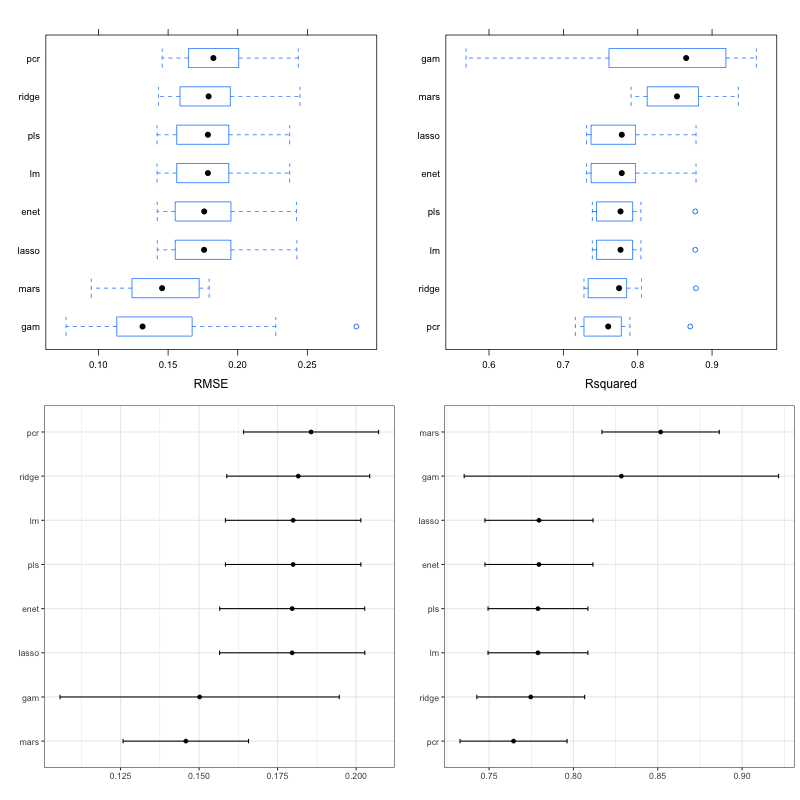 pcr
ridge
pls
lm
enet
lasso
mars
gam
0.10 0.15 0.20 0.25
RMSE
gam
mars
lasso
enet
pls
lm
ridge
pcr
0.6 0.7 0.8 0.9
Rsquared
pcr
ridge
lm
pls
enet
lasso
gam
mars
0.125 0.150 0.175 0.200
mars
gam
lasso
enet
pls
lm
ridge
pcr
0.75 0.80 0.85 0.90